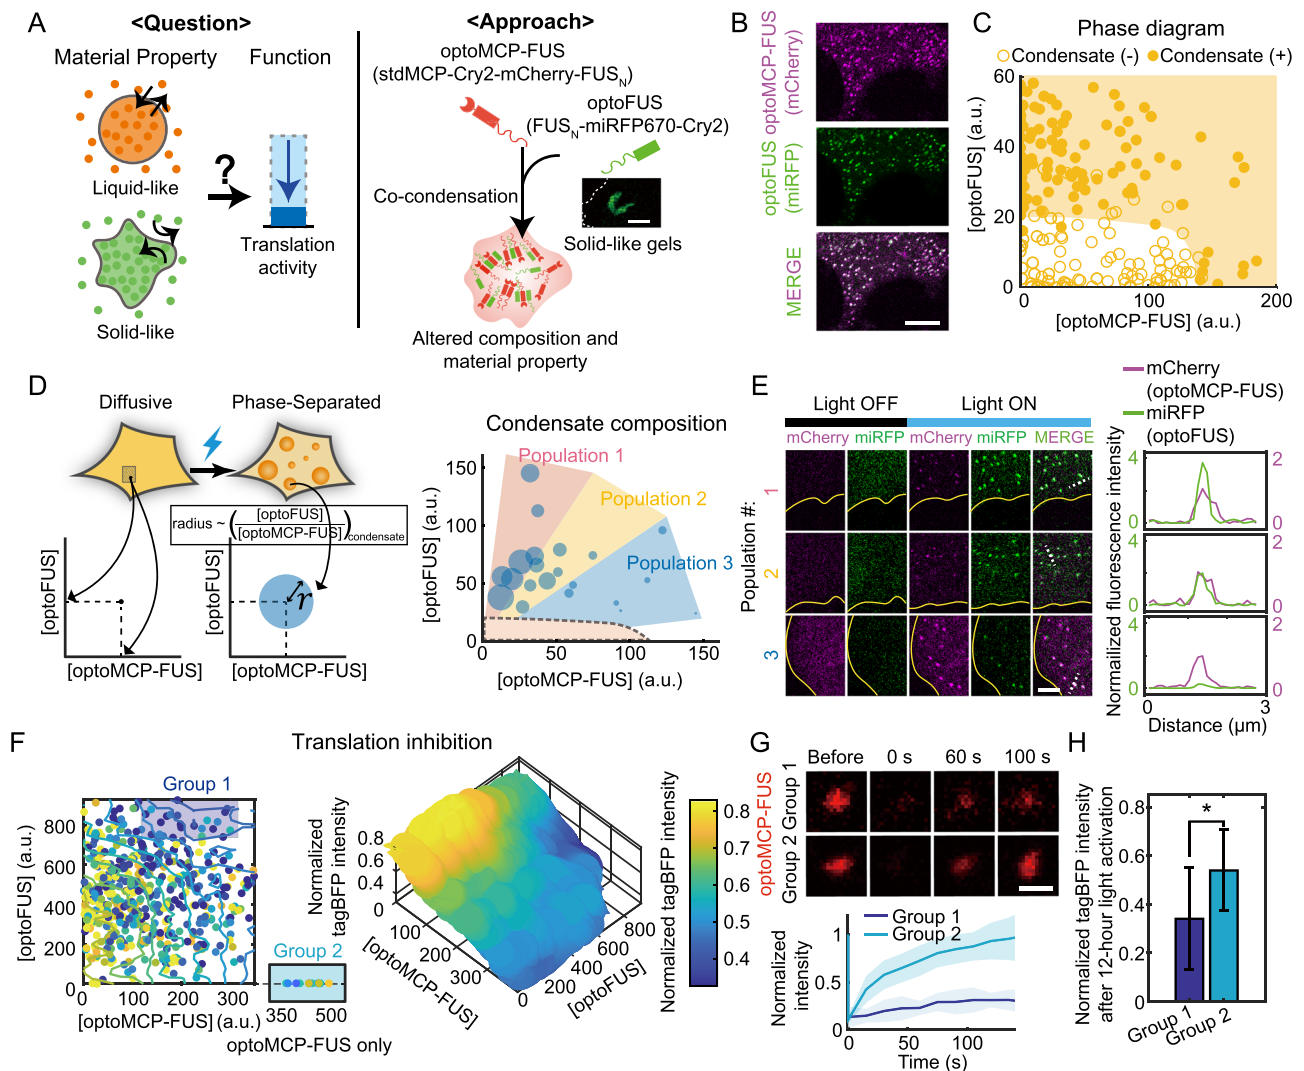 A
<Question>
Material Property
Function
Liquid-like
?
Solid-like
Translation
activity
<Approach>
optoMCP-FUS
(stdMCP-Cry2-mCherry-FUSN)
optoFUS
(FUSN-miRFP670-Cry2)
Co-condensation
Solid-like gels
Altered composition and
material property
B
optoFUS optoMCP-FUS
(miRFP) (mCherry)
MERGE
C
Phase diagram
Condensate (-) Condensate (+)
[optoFUS] (a.u.)
60
40
20
0
0 100 200
[optoMCP-FUS] (a.u.)
D
Diffusive
Phase-Separated
radius ~ ([optoFUS]/[optoMCP-FUS])condensate
[optoFUS]
[optoMCP-FUS]
[optoFUS]
r
[optoMCP-FUS]
Condensate composition
Population 1
Population 2
Population 3
[optoFUS] (a.u.)
150
100
50
0
0 50 100 150
[optoMCP-FUS] (a.u.)
E
Light OFF Light ON
mCherry miRFP mCherry miRFP MERGE
Population #:
1
2
3
mCherry
(optoMCP-FUS)
miRFP
(optoFUS)
Normalized fluorescence intensity
4 2
0 0
4 2
0 0
4 2
0 0
0 3
Distance (µm)
F
Translation inhibition
Group 1
[optoFUS] (a.u.)
800
600
400
200
0
0 100 200 300
[optoMCP-FUS] (a.u.)
Group 2
350 500
optoMCP-FUS only
Normalized
tagBFP intensity
0.8
0.6
0.4
0
100
200
300
[optoMCP-FUS]
0
200
400
600
800
[optoFUS]
Normalized tagBFP intensity
0.8
0.7
0.6
0.5
0.4
G
Before 0 s 60 s 100 s
optoMCP-FUS
Group 2 Group 1
Group 1
Group 2
Normalized
intensity
1
0.5
0
0 50 100
Time (s)
H
*
Normalized tagBFP intensity
after 12-hour light activation
0.8
0.6
0.4
0.2
0
Group 1
Group 2